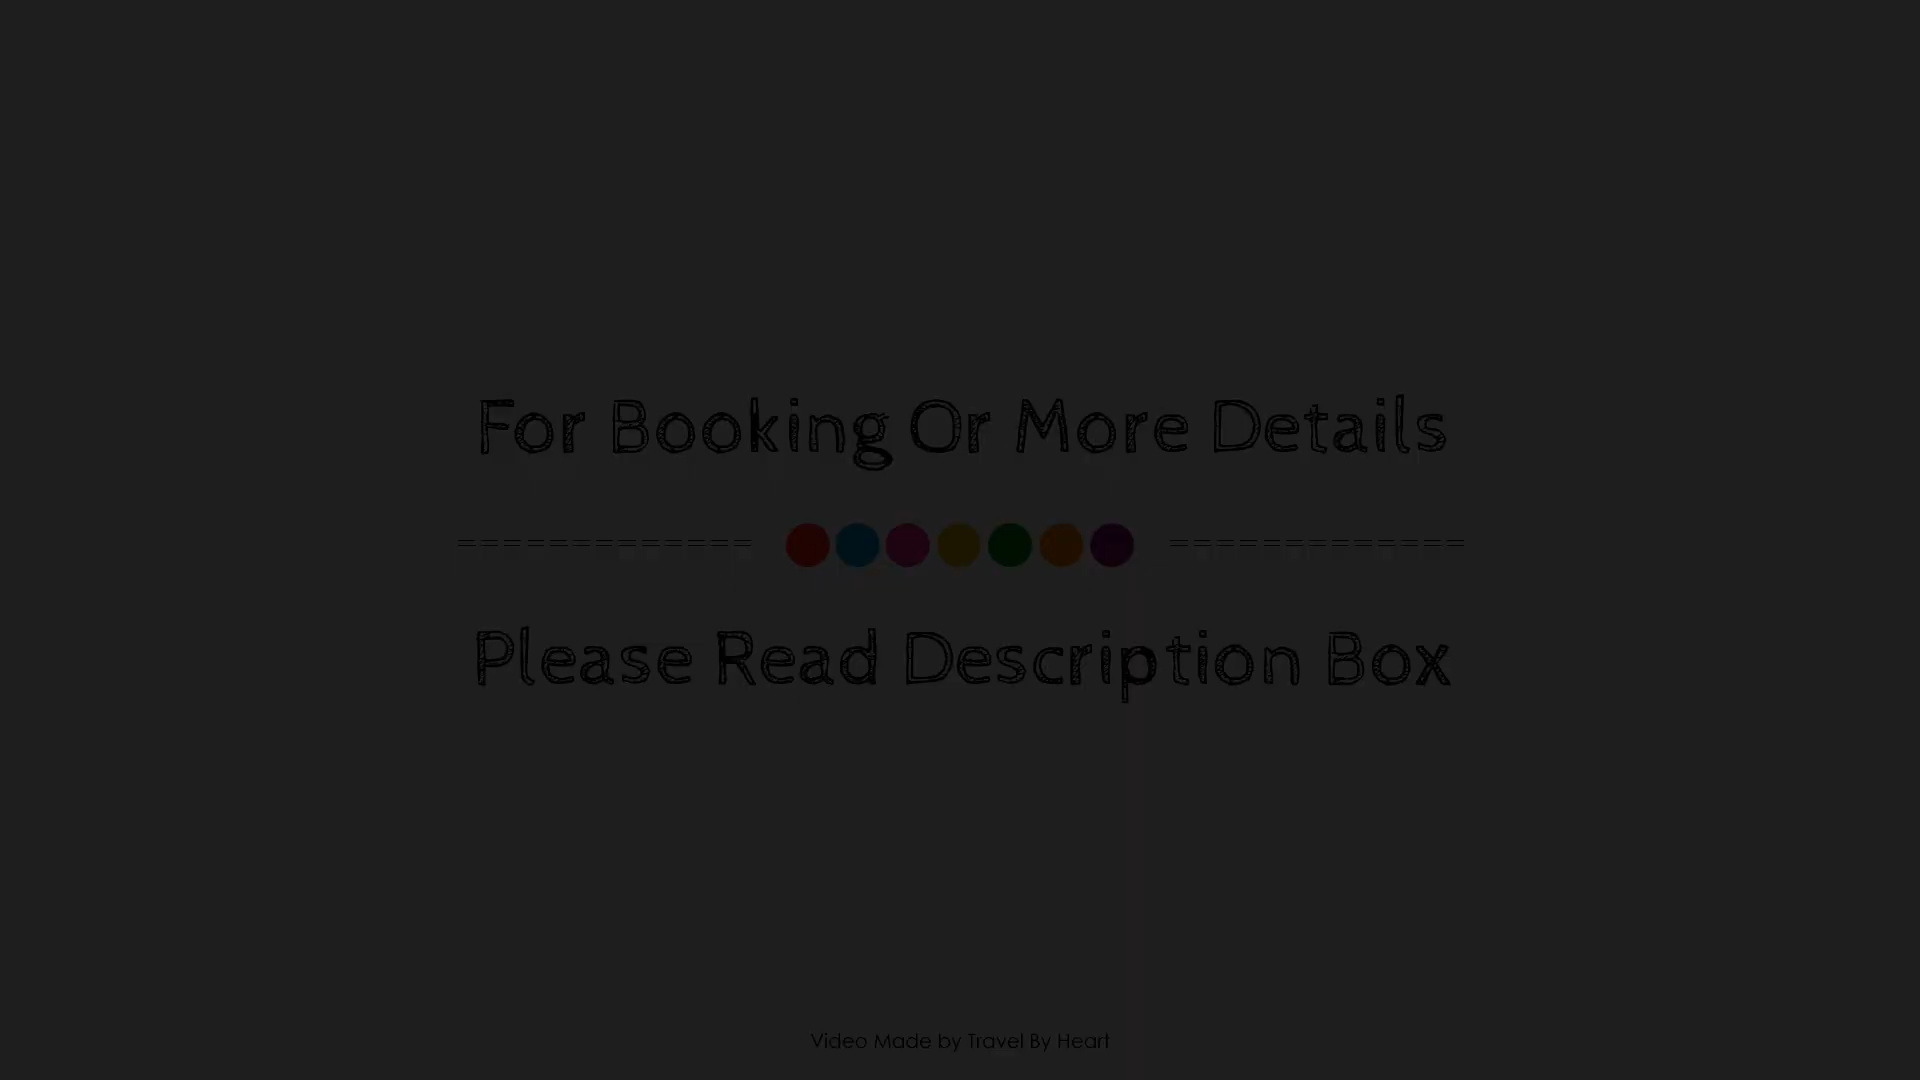 For Booking Or More Details
============= =============
Please Read Description Box
Video Made by Travel By Heart